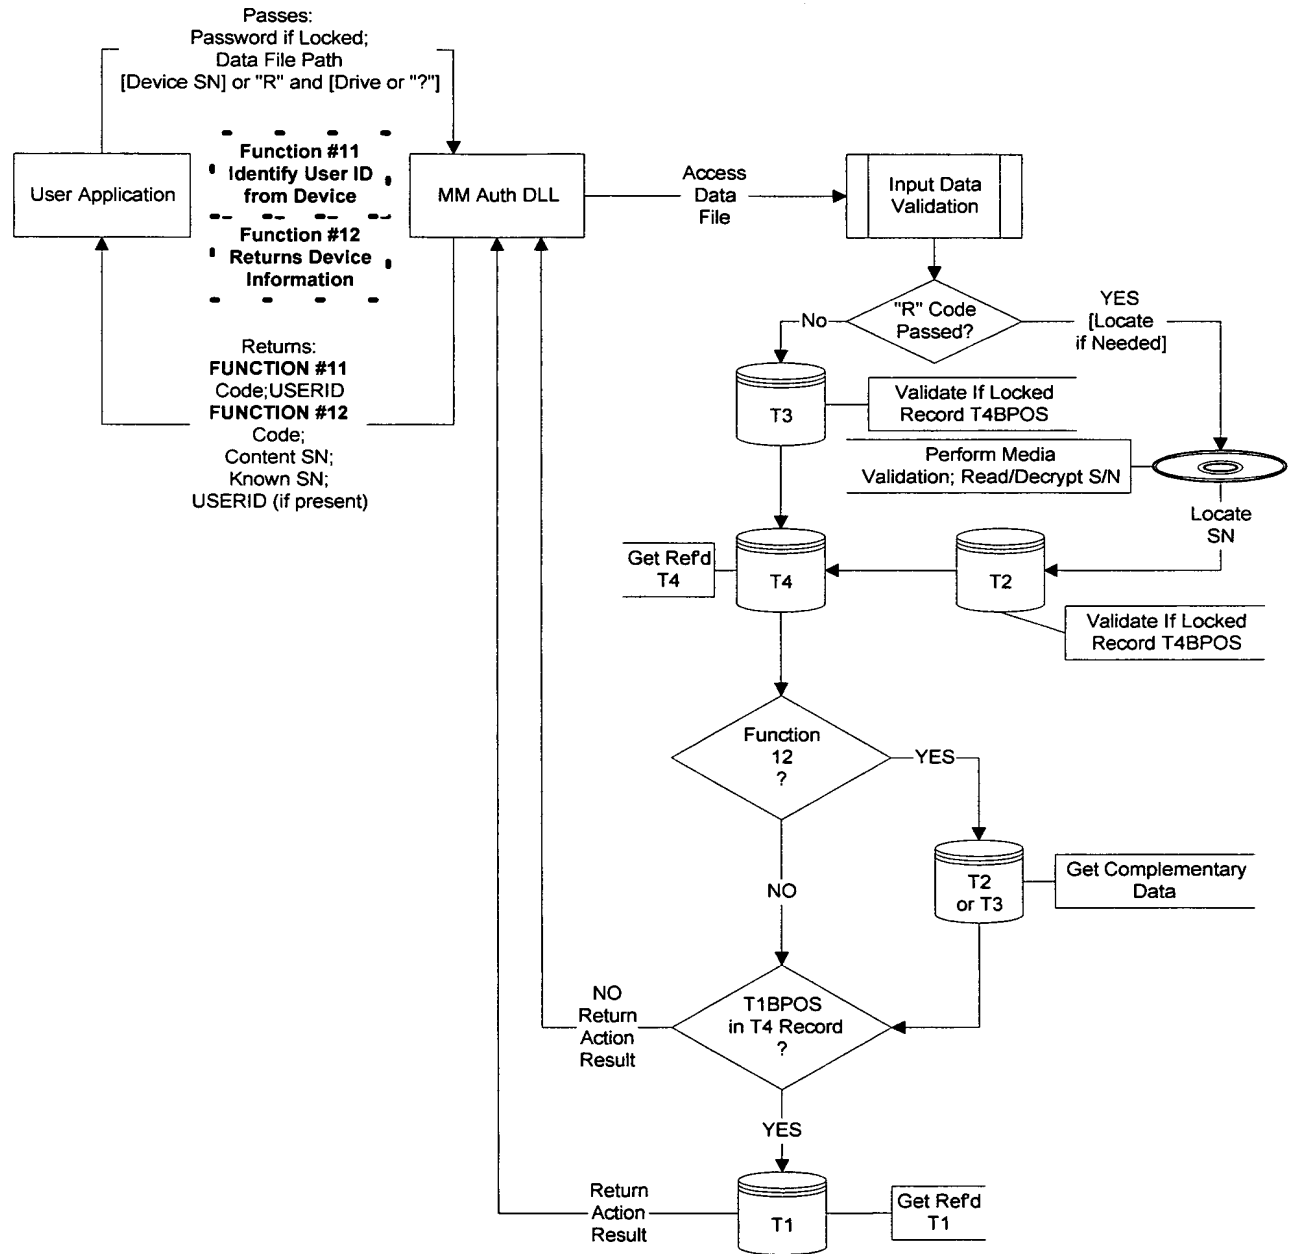 Passes:
Password if Locked;
Data File Path
[Device SN] or "R" and [Drive or "?"]
User Application
Function #11
Identify User ID
from Device
Function #12
Returns Device
Information
MM Auth DLL
Access
Data
File
Input Data
Validation
"R" Code
Passed?
No
YES
[Locate
if Needed]
Returns:
FUNCTION #11
Code;USERID
FUNCTION #12
Code;
Content SN;
Known SN;
USERID (if present)
T3
Validate If Locked
Record T4BPOS
Perform Media
Validation; Read/Decrypt S/N
Locate
SN
Get Ref'd
T4
T4
T2
Validate If Locked
Record T4BPOS
Function
12
?
YES
NO
T2
or T3
Get Complementary
Data
T1BPOS
in T4 Record
?
NO
Return
Action
Result
YES
Return
Action
Result
T1
Get Ref'd
T1